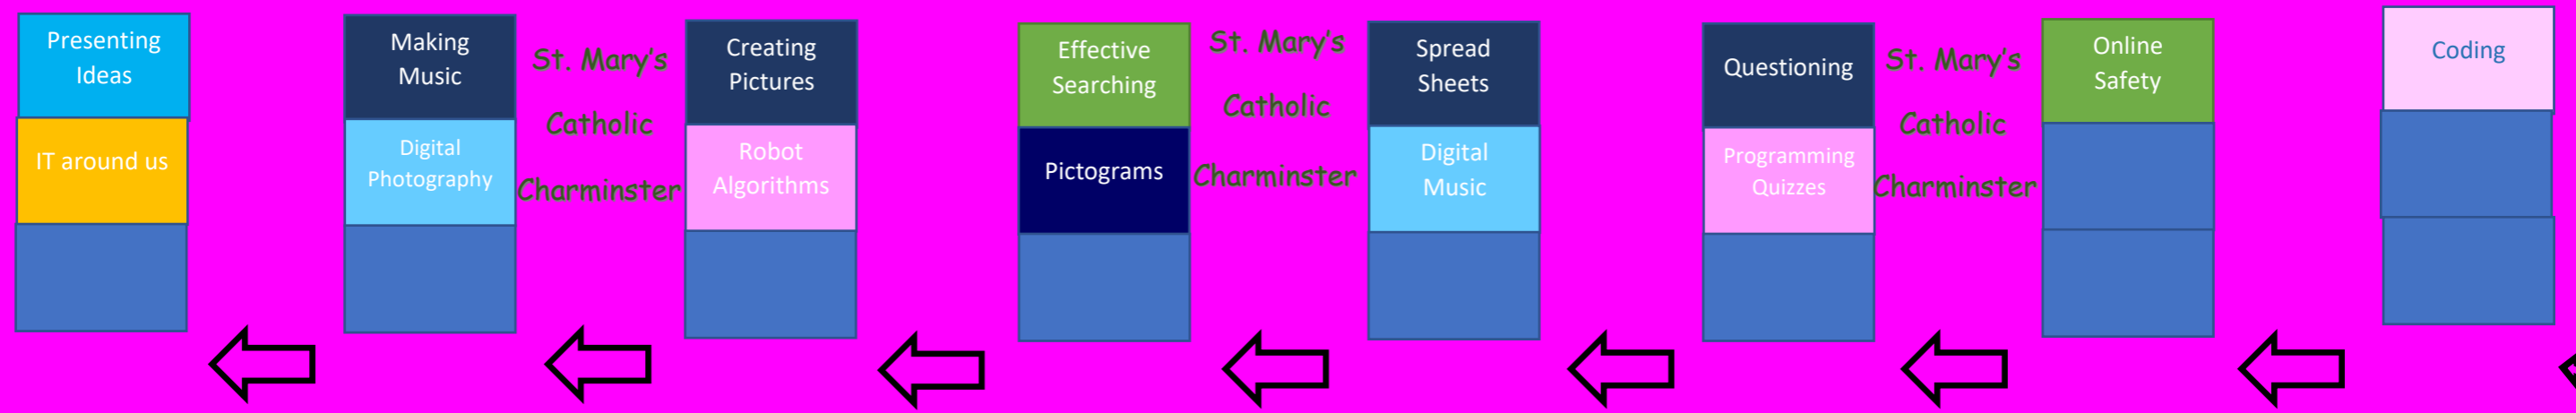 Presenting
Ideas
IT around us
Making
Music
Digital
Photography
St. Mary's
Catholic
Charminster
Creating
Pictures
Robot
Algorithms
Effective
Searching
Pictograms
St. Mary's
Catholic
Charminster
Spread
Sheets
Digital
Music
Questioning
Programming
Quizzes
St. Mary's
Catholic
Charminster
Online
Safety
Coding